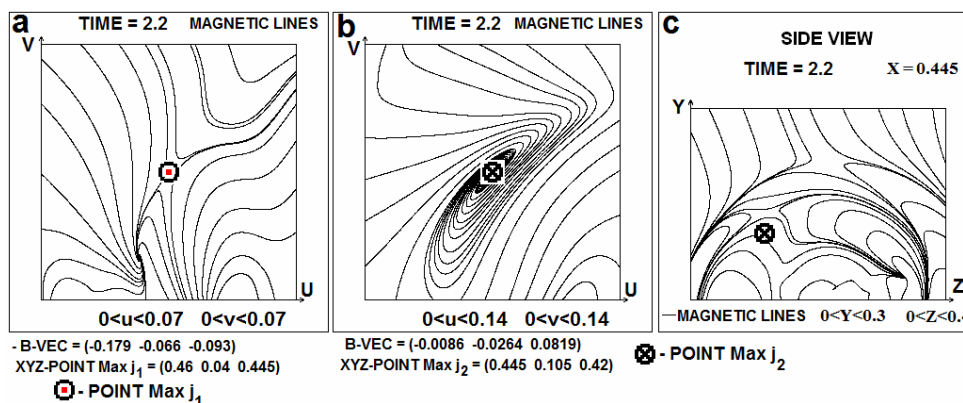 a TIME = 2.2 MAGNETIC LINES
V
U
0<u<0.07 0<v<0.07
- B-VEC = (-0.179 -0.066 -0.093)
XYZ-POINT Max j1 = (0.46 0.04 0.445)
- POINT Max j1
b TIME = 2.2 MAGNETIC LINES
V
U
0<u<0.14 0<v<0.14
B-VEC = (-0.0086 -0.0264 0.0819)
XYZ-POINT Max j2 = (0.445 0.105 0.42)
c
SIDE VIEW
TIME = 2.2 X = 0.445
Y
Z
—MAGNETIC LINES 0<Y<0.3 0<Z<0.
- POINT Max j2